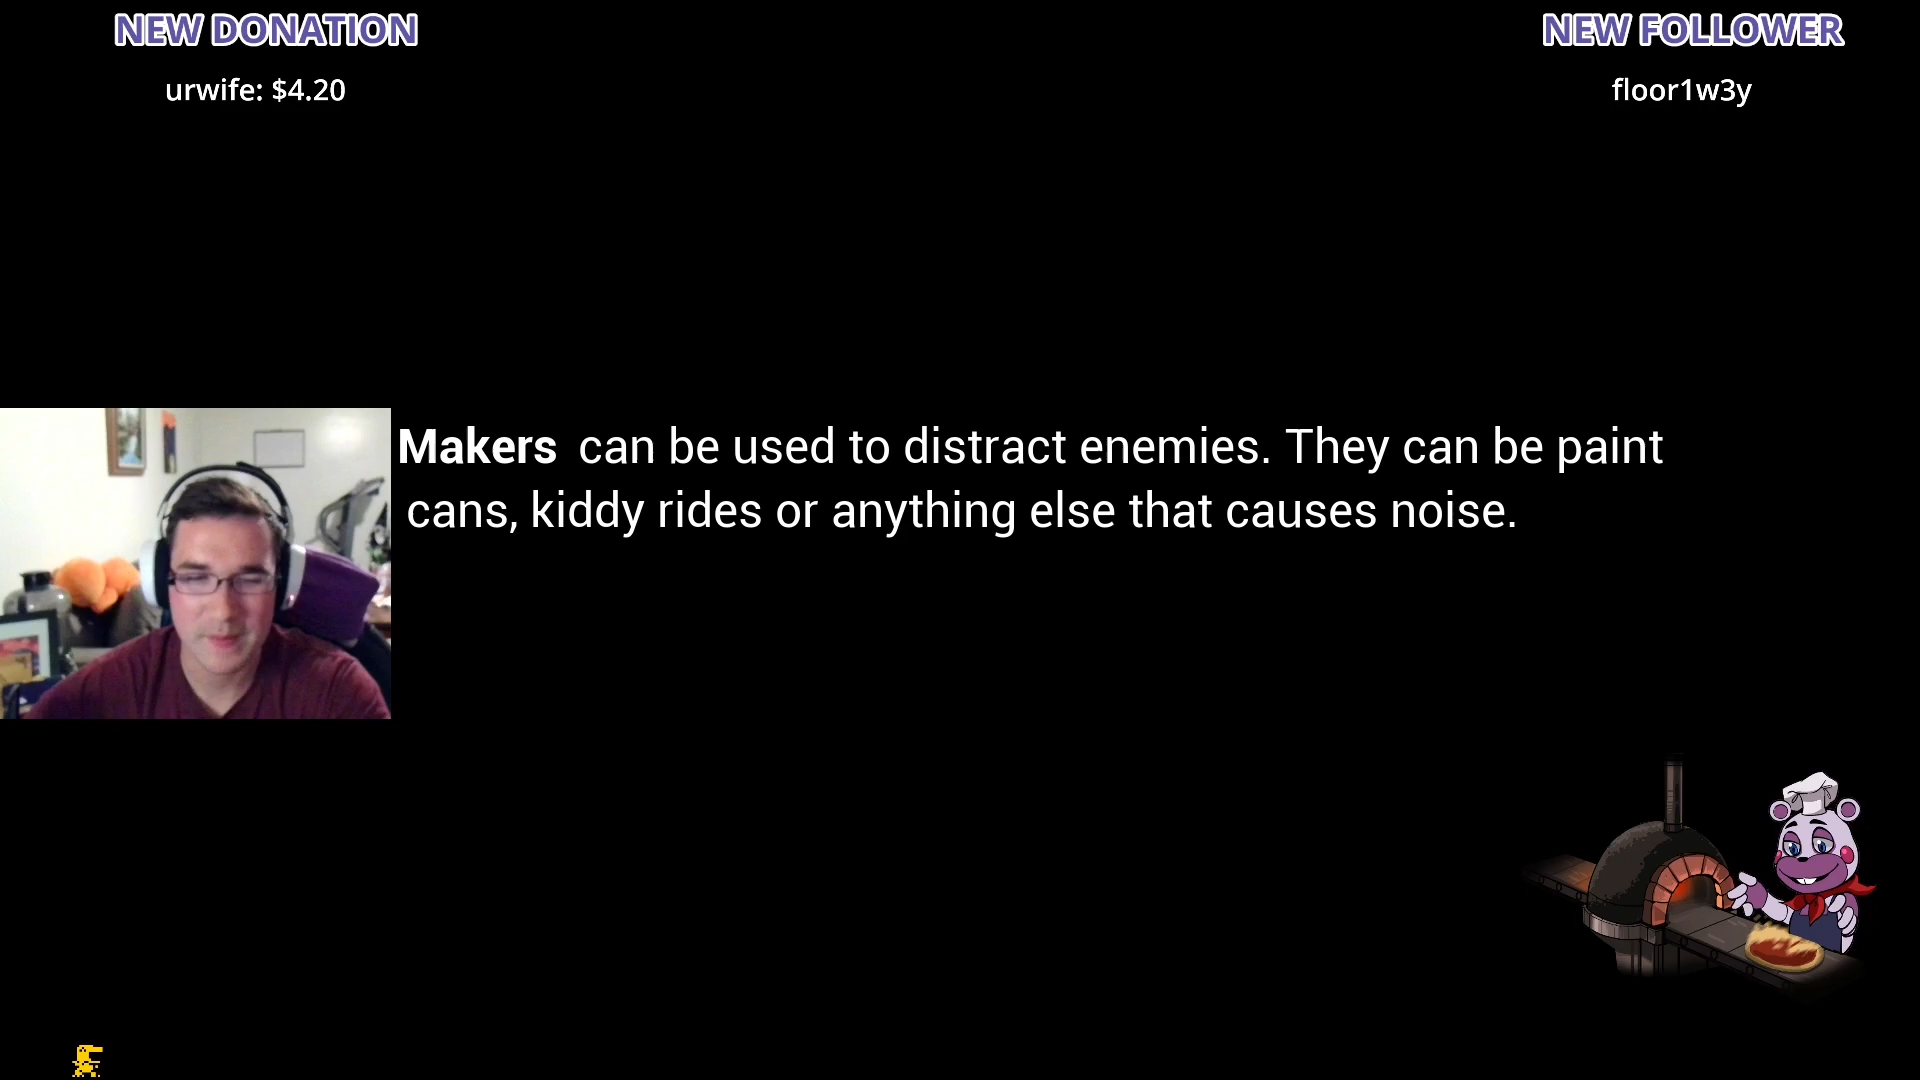 NEW DONATION
urwife: $4.20
NEW FOLLOWER
floor1w3y
Makers can be used to distract enemies. They can be paint
cans, kiddy rides or anything else that causes noise.